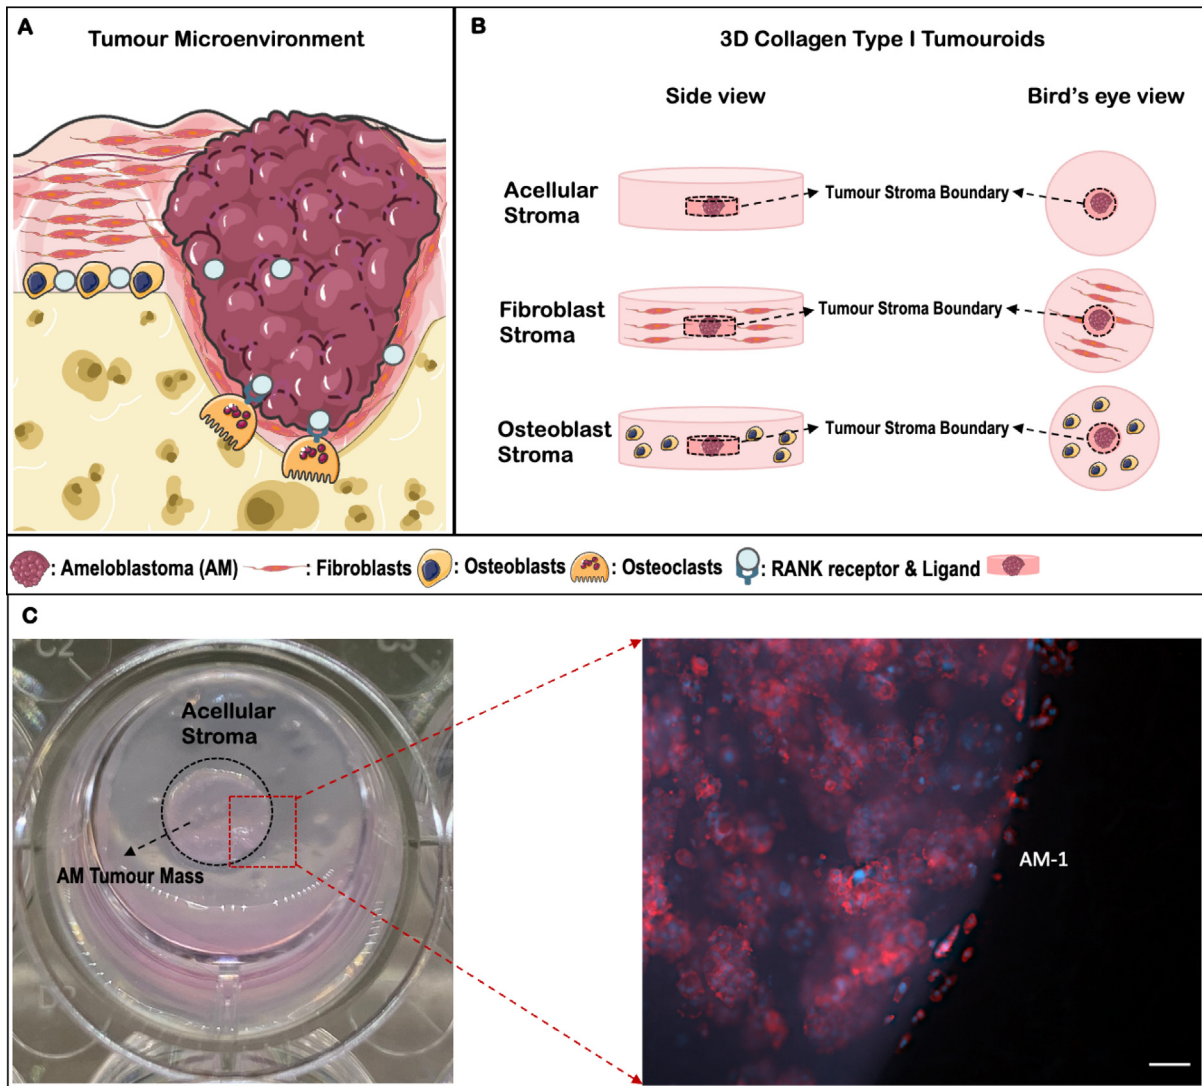 A
Tumour Microenvironment
B
3D Collagen Type I Tumouroids
Side view
Bird's eye view
Acellular
Stroma
Tumour Stroma Boundary
Fibroblast
Stroma
Tumour Stroma Boundary
Osteoblast
Stroma
Tumour Stroma Boundary
: Ameloblastoma (AM)
: Fibroblasts
: Osteoblasts
: Osteoclasts
: RANK receptor & Ligand
C
C2
C3
Acellular
Stroma
AM Tumour Mass
AM-1